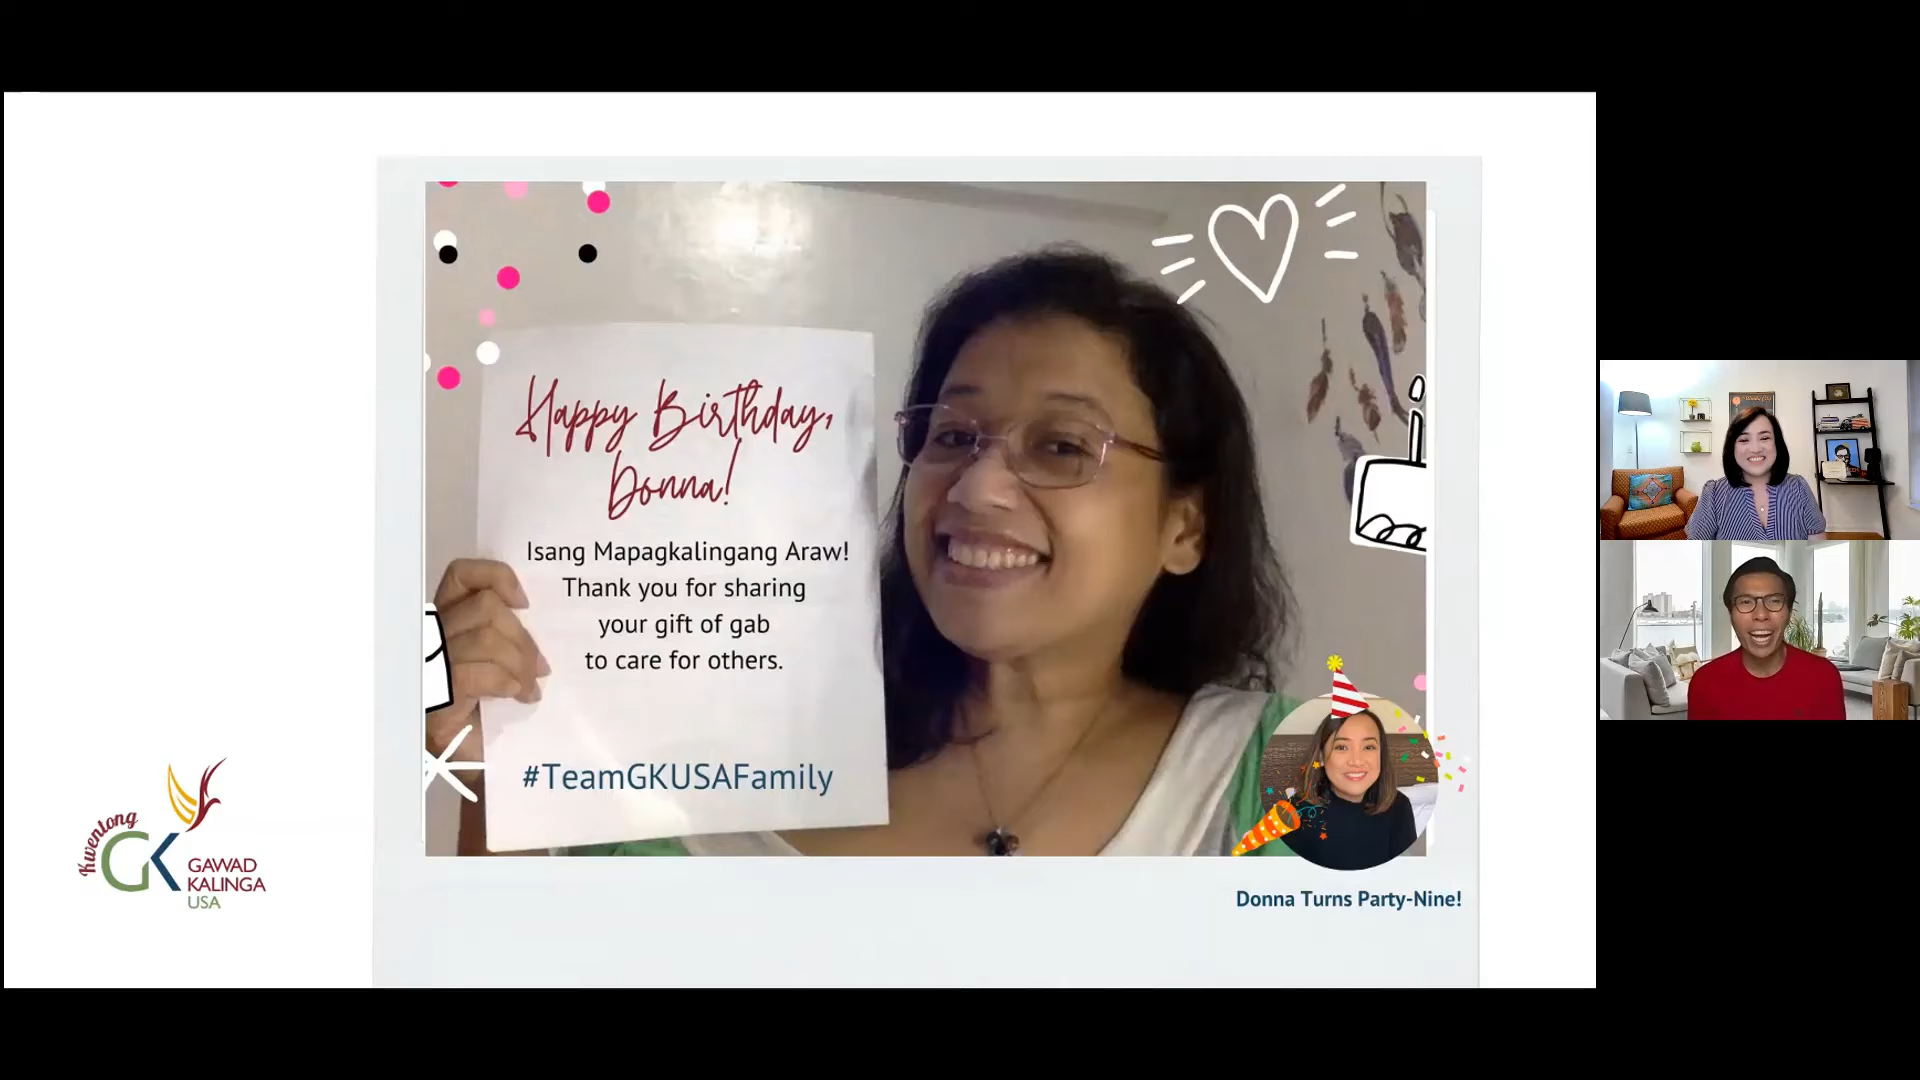 Happy Birthday,
Donna!
Isang Mapagkalingang Araw!
Thank you for sharing
your gift of gab
to care for others.
#TeamGKUSAFamily
Donna Turns Party-Nine!
Kwentong
GK
GAWAD
KALINGA
USA